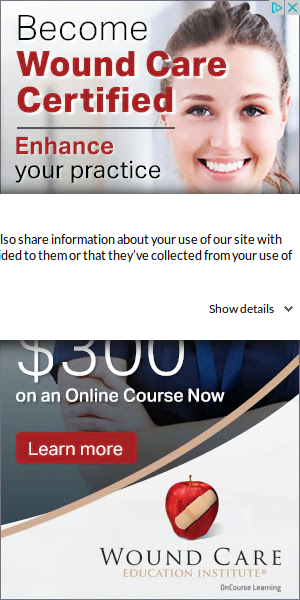 Become
Wound Care
Certified
Enhance
your practice
lso share information about your use of our site with
ided to them or that they've collected from your use of
Show details
$300
on an Online Course Now
Learn more
WOUND CARE
EDUCATION INSTITUTE®
OnCourse Learning